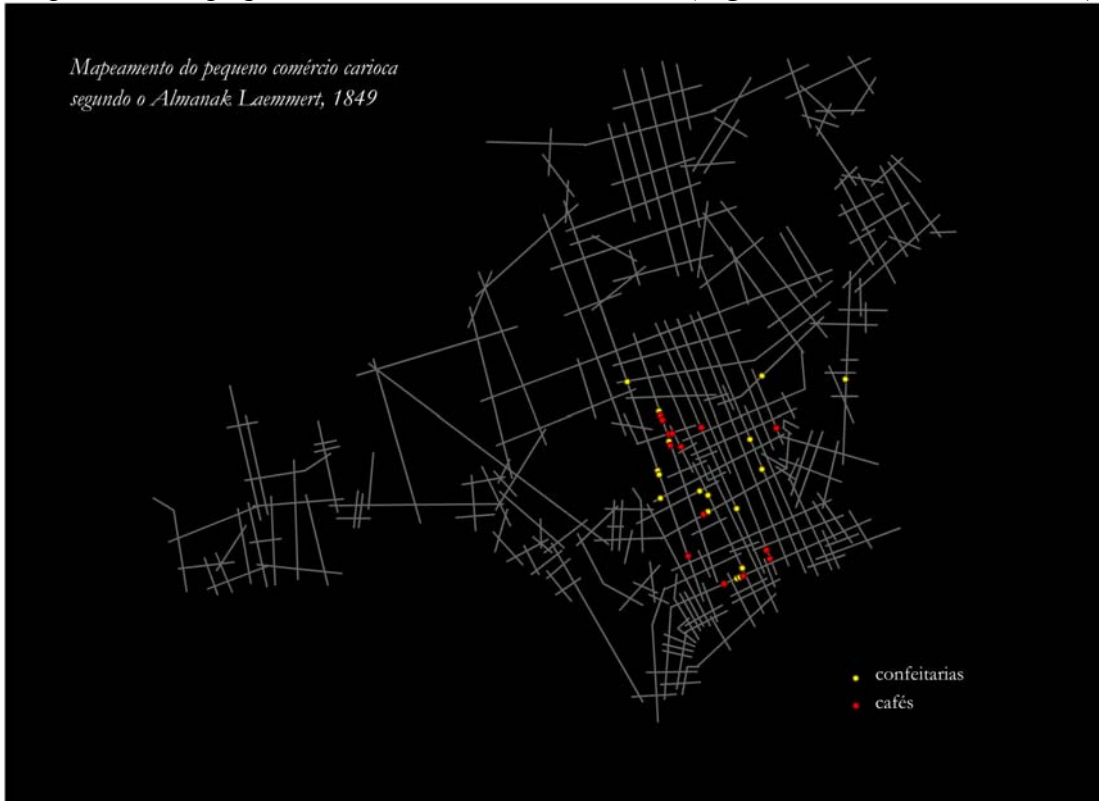 Mapeamento do pequeno comércio carioca
segundo o Almanak Laemmert, 1849
confeitarias
cafés